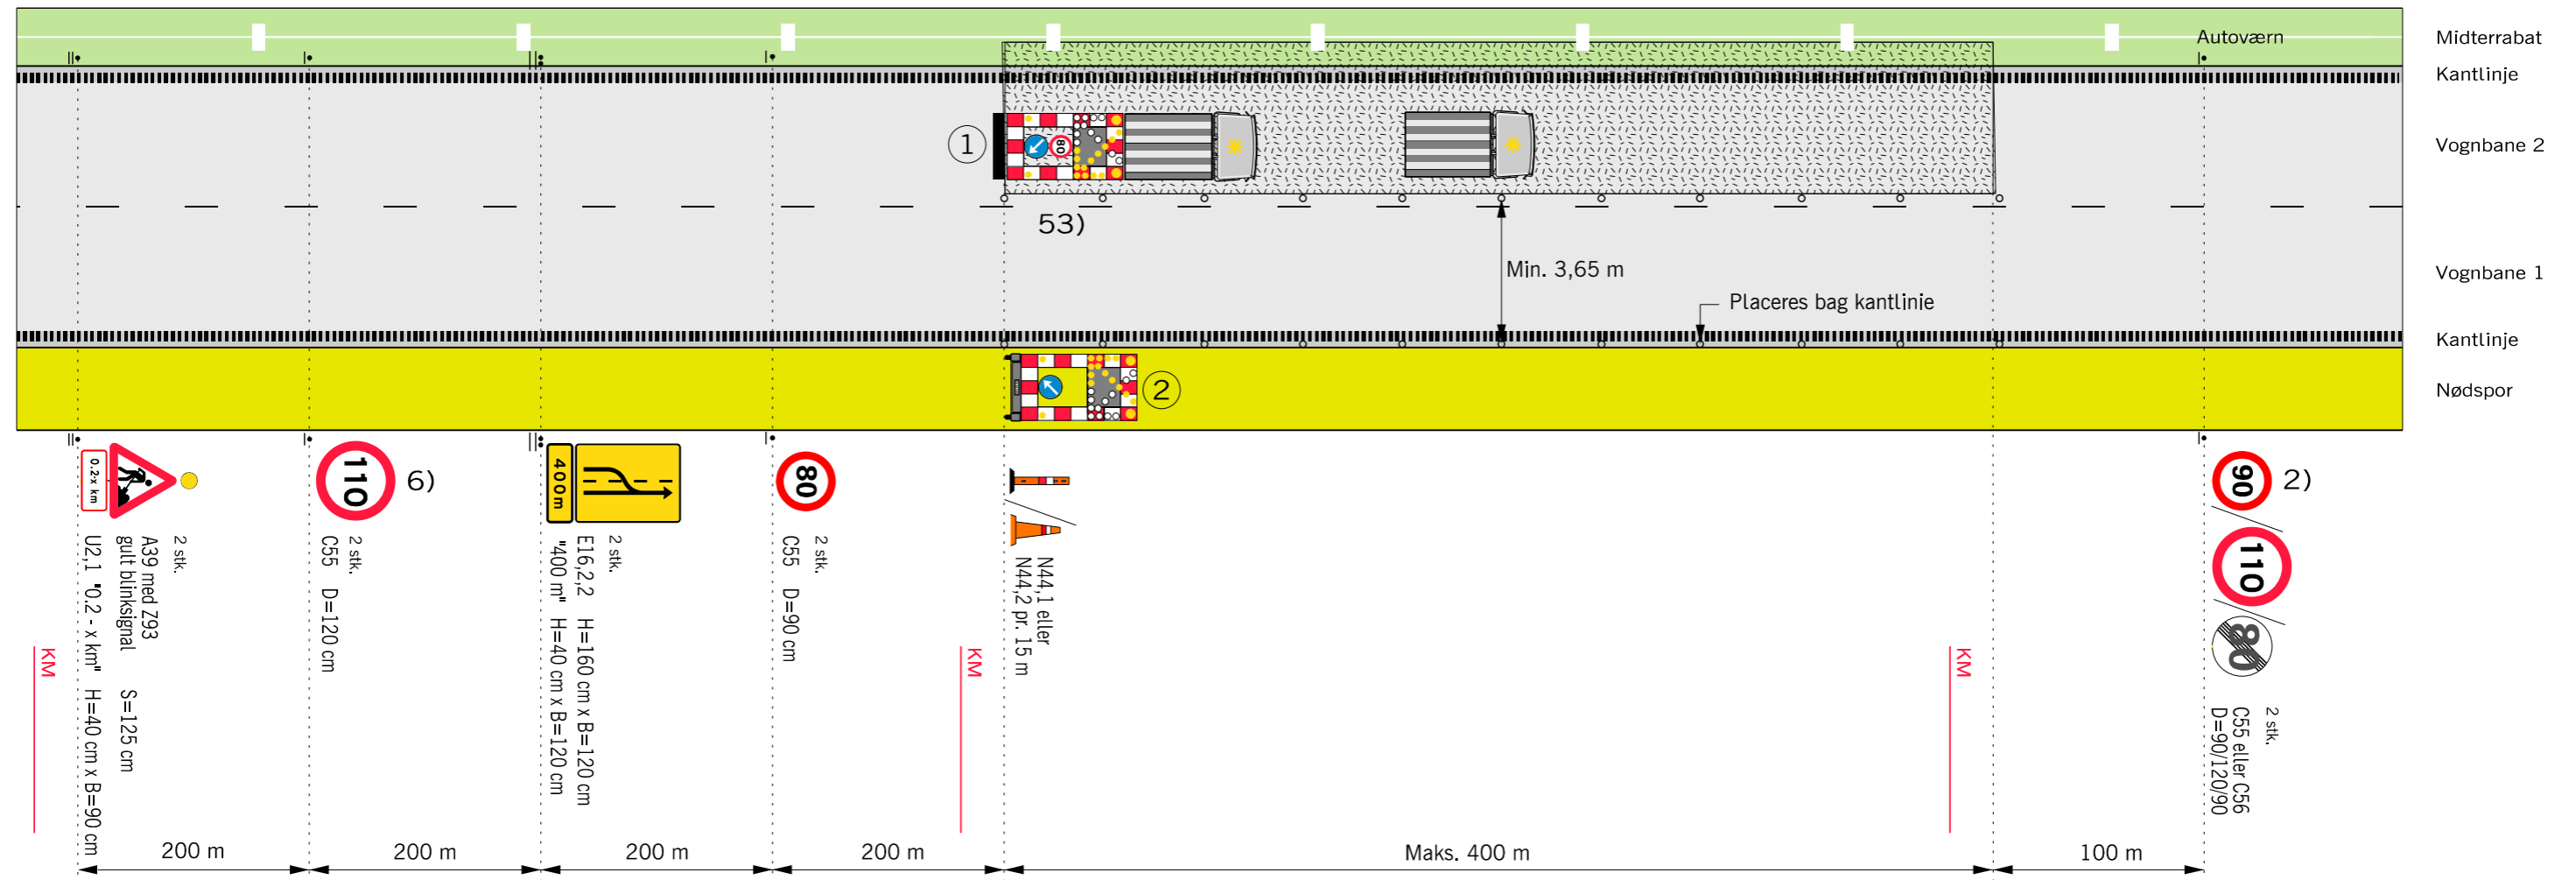 Autoværn
Midterrabat
Kantlinje
Vognbane 2
Vognbane 1
Kantlinje
Nødspor
1
80
53)
Min. 3,65 m
Placeres bag kantlinie
2
0.2-x km
2 stk.
A39 med Z93
gult blinksignal S=125 cm
U2,1 "0.2 - x km" H=40 cm x B=90 cm
110
6)
2 stk.
C55 D=120 cm
400m
2 stk.
E16,2,2 H=160 cm x B=120 cm
"400 m" H=40 cm x B=120 cm
80
2 stk.
C55 D=90 cm
N44,1 eller
N44,2 pr. 15 m
90
2)
110
80
2 stk.
C55 eller C56
D=90/120/90
KM
KM
KM
200 m
200 m
200 m
200 m
Maks. 400 m
100 m